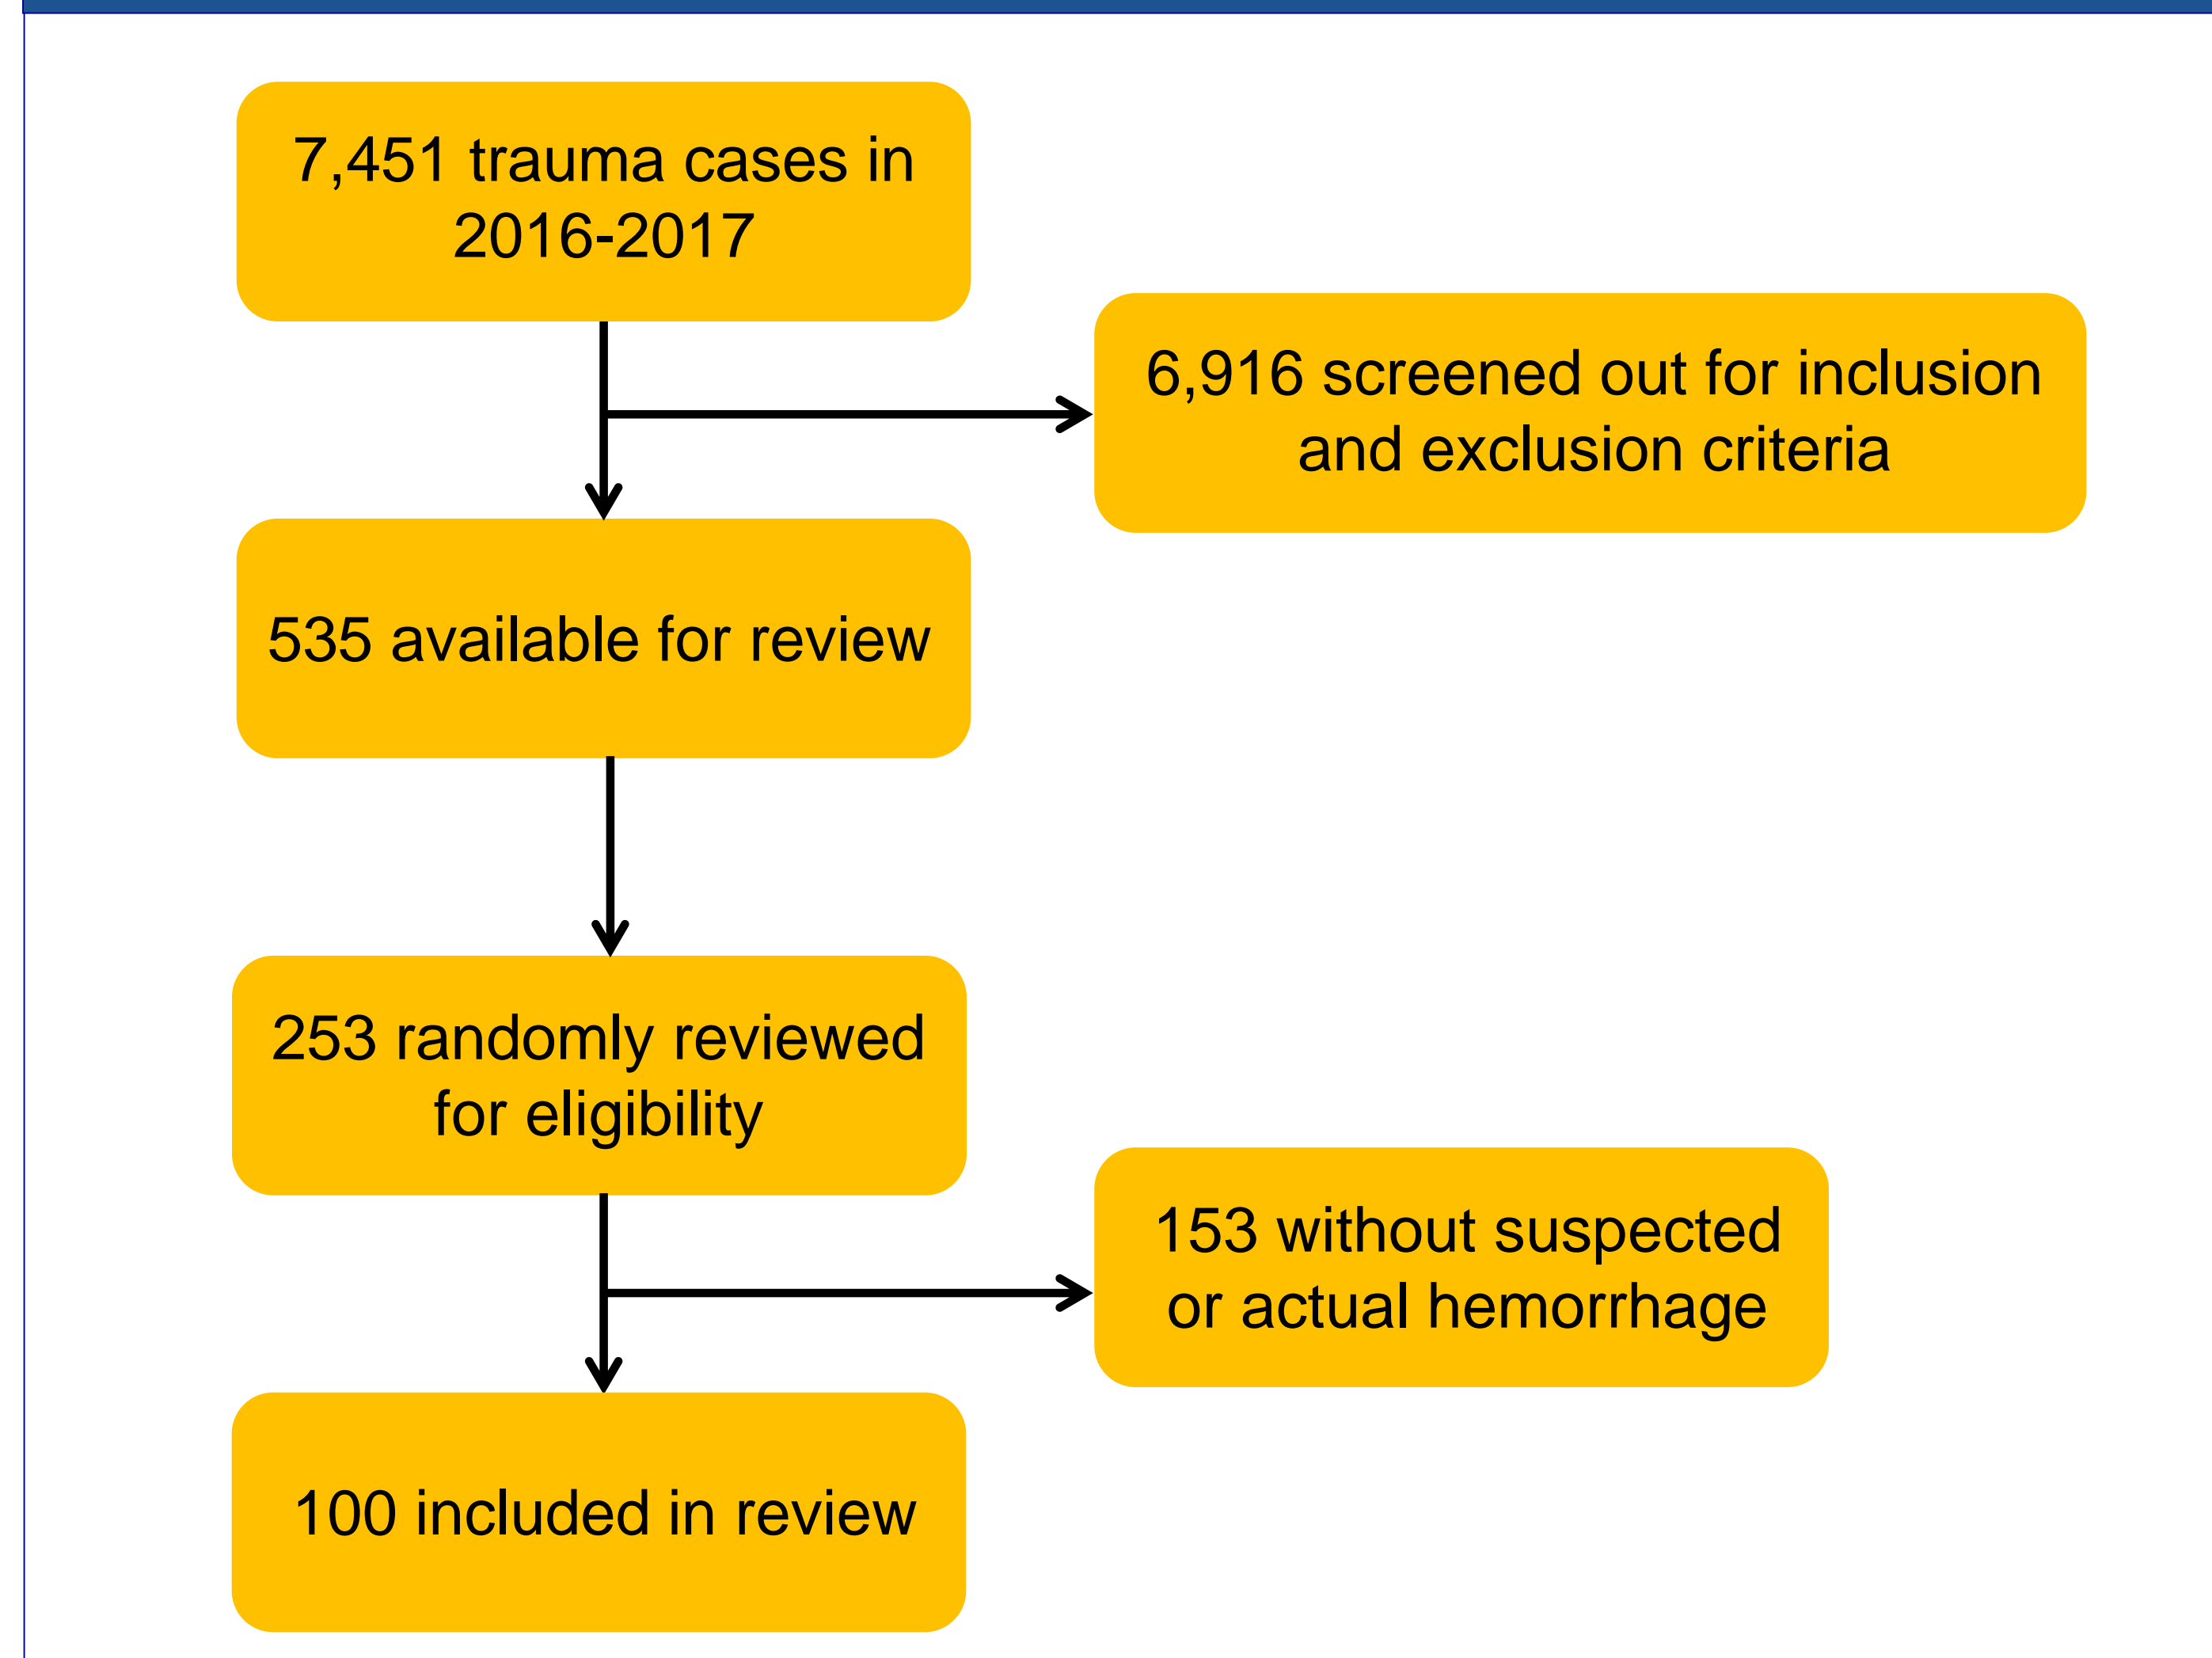 7,451 trauma cases in
2016-2017
6,916 screened out for inclusion
and exclusion criteria
535 available for review
253 randomly reviewed
for eligibility
153 without suspected
or actual hemorrhage
100 included in review